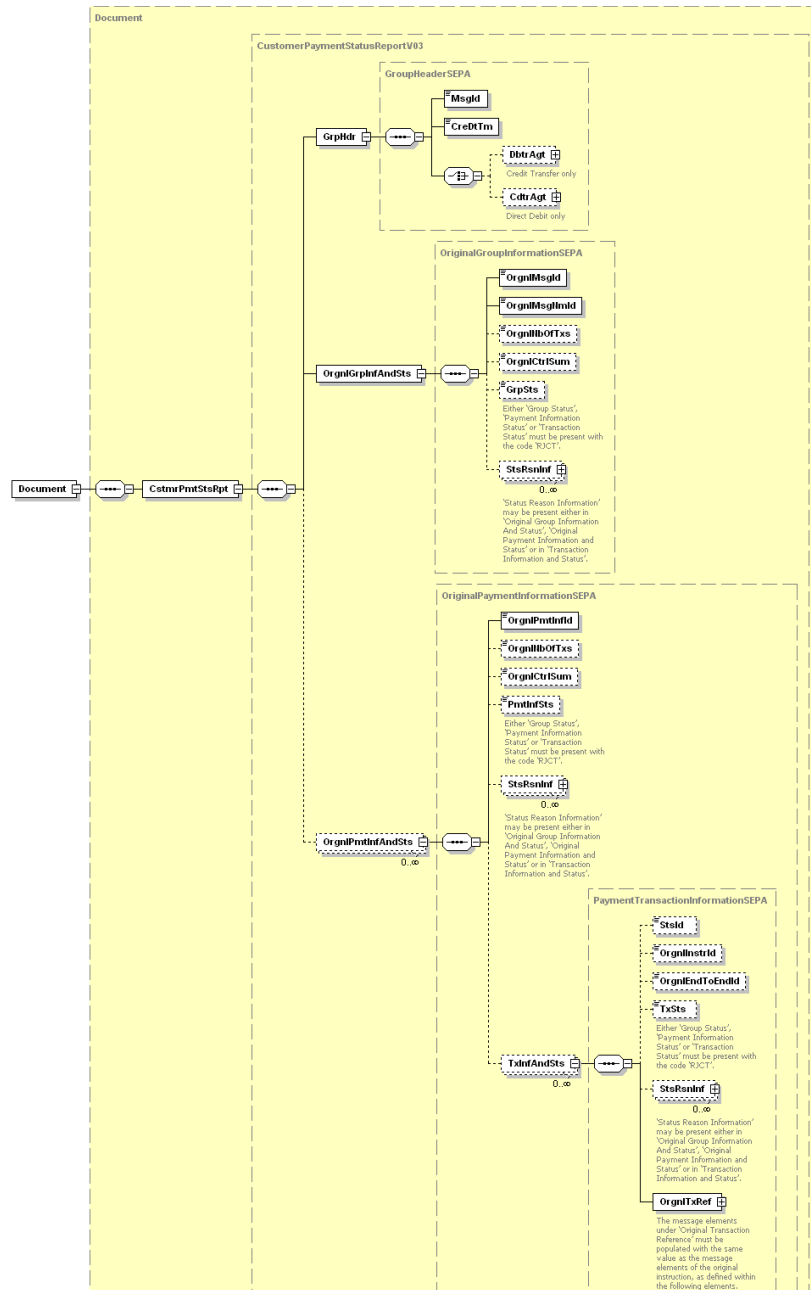 Document
CustomerPaymentStatusReportV03
GroupHeaderSEPA
MsgId
CreDtTm
GrpHdr
DbtrAgt
Credit Transfer only
CdtrAgt
Direct Debit only
OriginalGroupInformationSEPA
OrgnlMsgId
OrgnlMsgNmId
OrgnlNbOfTxs
OrgnlCtrlSum
OrgnlGrpInfAndSts
GrpSts
Either 'Group Status',
'Payment Information
Status' or 'Transaction
Status' must be present with
the code 'RJCT'.
StsRsnInf
0..∞
'Status Reason Information'
may be present either in
'Original Group Information
And Status', 'Original
Payment Information and
Status' or in 'Transaction
Information and Status'.
Document
CstmrPmtStsRpt
OriginalPaymentInformationSEPA
OrgnlPmtInfId
OrgnlNbOfTxs
OrgnlCtrlSum
PmtInfSts
Either 'Group Status',
'Payment Information
Status' or 'Transaction
Status' must be present with
the code 'RJCT'.
StsRsnInf
0..∞
'Status Reason Information'
may be present either in
'Original Group Information
And Status', 'Original
Payment Information and
Status' or in 'Transaction
Information and Status'.
OrgnlPmtInfAndSts
0..∞
PaymentTransactionInformationSEPA
StsId
OrgnlInstrId
OrgnlEndToEndId
TxSts
Either 'Group Status',
'Payment Information
Status' or 'Transaction
Status' must be present with
the code 'RJCT'.
TxInfAndSts
0..∞
StsRsnInf
0..∞
'Status Reason Information'
may be present either in
'Original Group Information
And Status', 'Original
Payment Information and
Status' or in 'Transaction
Information and Status'.
OrgnlTxRef
The message elements
under 'Original Transaction
Reference' must be
populated with the same
value as the message
elements of the original
instruction, as defined within
the following elements.